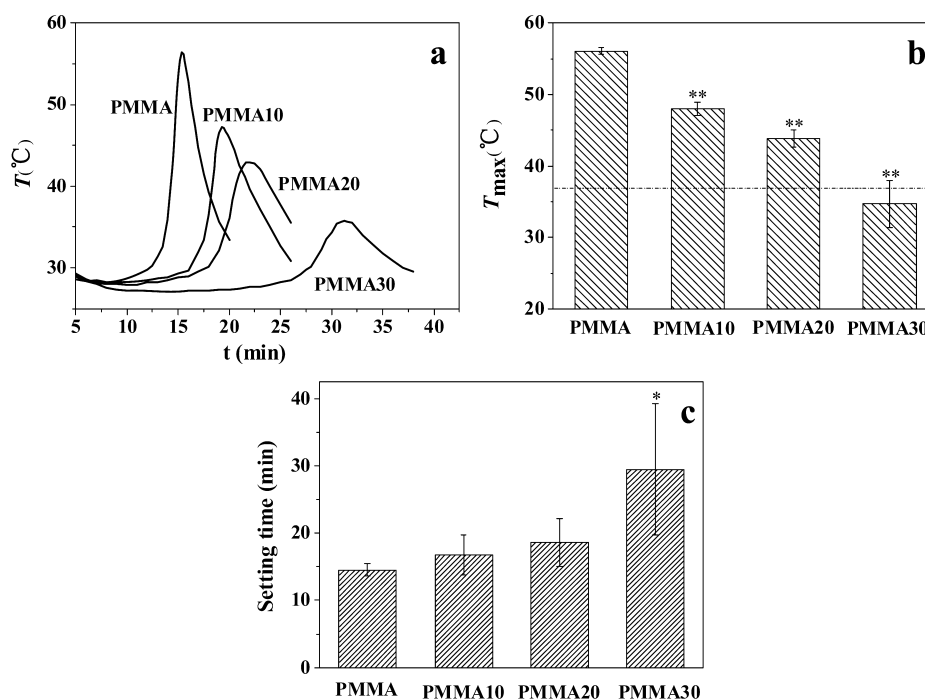 60
50
40
30
T(℃)
a
PMMA
PMMA10
PMMA20
PMMA30
5 10 15 20 25 30 35 40
t (min)
60
50
40
30
20
Tmax(℃)
b
**
**
**
PMMA PMMA10 PMMA20 PMMA30
40
30
20
10
0
Setting time (min)
c
*
PMMA PMMA10 PMMA20 PMMA30